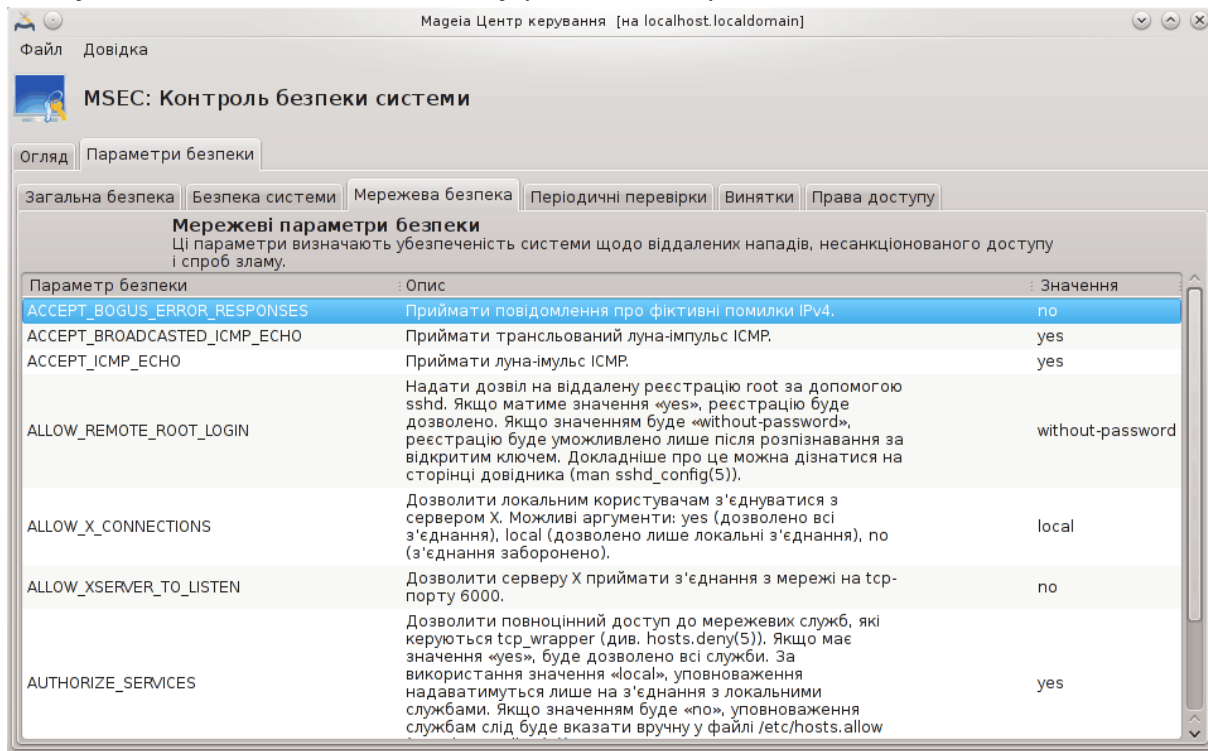 Mageia Центр керування [на localhost.localdomain]
Файл Довідка
MSEC: Контроль безпеки системи
Огляд Параметри безпеки
Загальна безпека Безпека системи Мережева безпека Періодичні перевірки Винятки Права доступу
Мережеві параметри безпеки
Ці параметри визначають убезпеченість системи щодо віддалених нападів, несанкціонованого доступу
і спроб зламу.
Параметр безпеки Опис Значення
ACCEPT_BOGUS_ERROR_RESPONSES Приймати повідомлення про фіктивні помилки IPv4. no
ACCEPT_BROADCASTED_ICMP_ECHO Приймати трансльований луна-імпульс ICMP. yes
ACCEPT_ICMP_ECHO Приймати луна-імульс ICMP. yes
Надати дозвіл на віддалену реєстрацію root за допомогою
sshd. Якщо матиме значення «yes», реєстрацію буде
дозволено. Якщо значенням буде «without-password»,
ALLOW_REMOTE_ROOT_LOGIN реєстрацію буде уможливлено лише після розпізнавання за without-password
відкритим ключем. Докладніше про це можна дізнатися на
сторінці довідника (man sshd_config(5)).
Дозволити локальним користувачам з'єднуватися з
сервером X. Можливі аргументи: yes (дозволено всі
ALLOW_X_CONNECTIONS з'єднання), local (дозволено лише локальні з'єднання), no local
(з'єднання заборонено).
ALLOW_XSERVER_TO_LISTEN Дозволити серверу X приймати з'єднання з мережі на tcp- no
порту 6000.
Дозволити повноцінний доступ до мережевих служб, які
керуються tcp_wrapper (див. hosts.deny(5)). Якщо має
значення «yes», буде дозволено всі служби. За
використання значення «local», уповноваження
AUTHORIZE_SERVICES надаватимуться лише на з'єднання з локальними yes
службами. Якщо значенням буде «no», уповноваження
службам слід буде вказати вручну у файлі /etc/hosts.allow